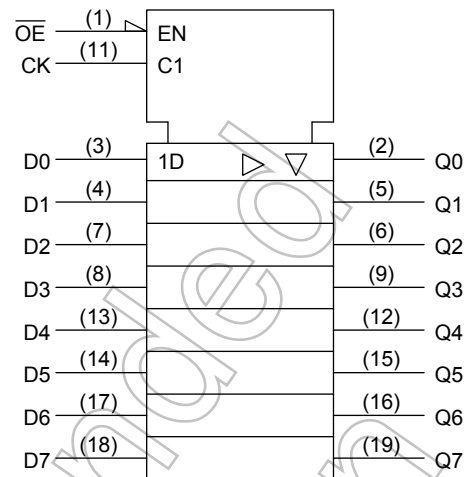 O̅E̅ (1) EN
CK (11) C1
D0 (3) 1D (2) Q0
D1 (4) (5) Q1
D2 (7) (6) Q2
D3 (8) (9) Q3
D4 (13) (12) Q4
D5 (14) (15) Q5
D6 (17) (16) Q6
D7 (18) (19) Q7